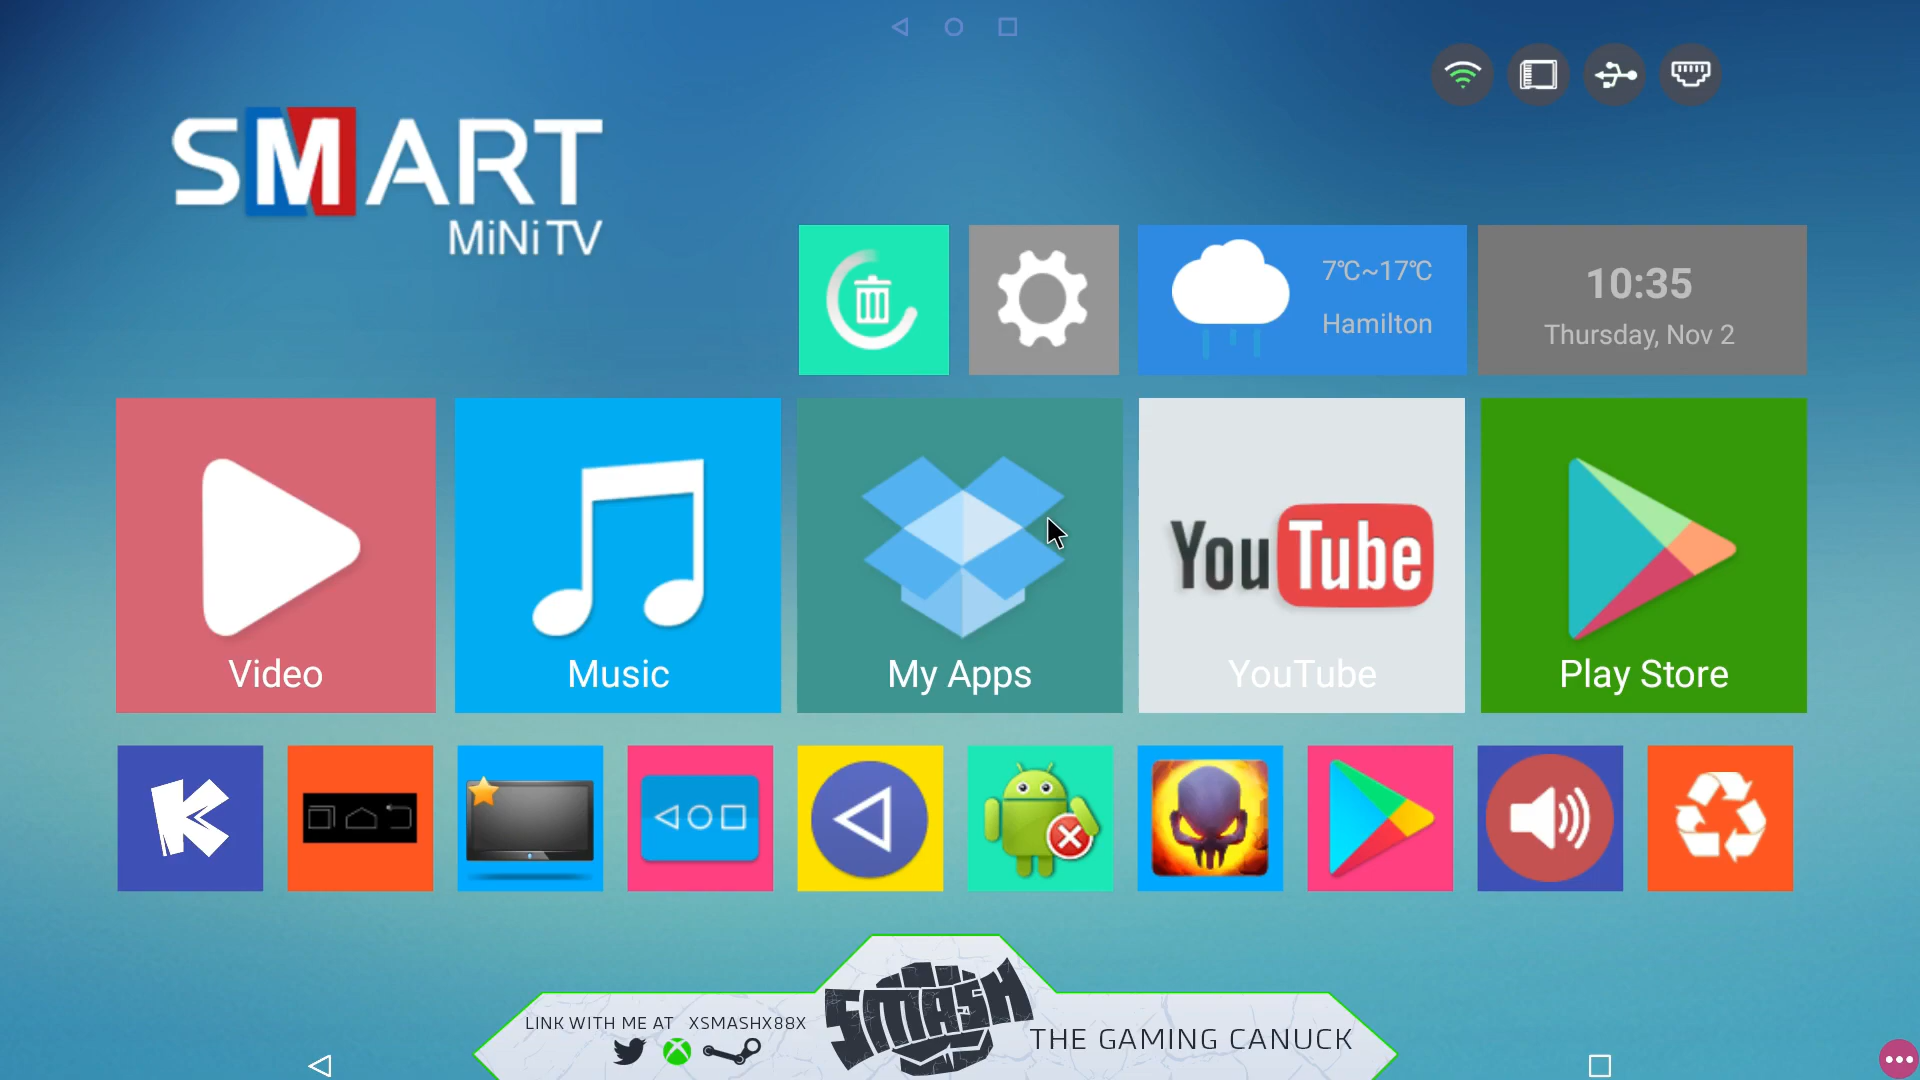 SMART
MiNi TV
7°C~17°C
Hamilton
10:35
Thursday, Nov 2
YouTube
Video
Music
My Apps
YouTube
Play Store
K
LINK WITH ME AT XSMASHX88X
SMASH
THE GAMING CANUCK